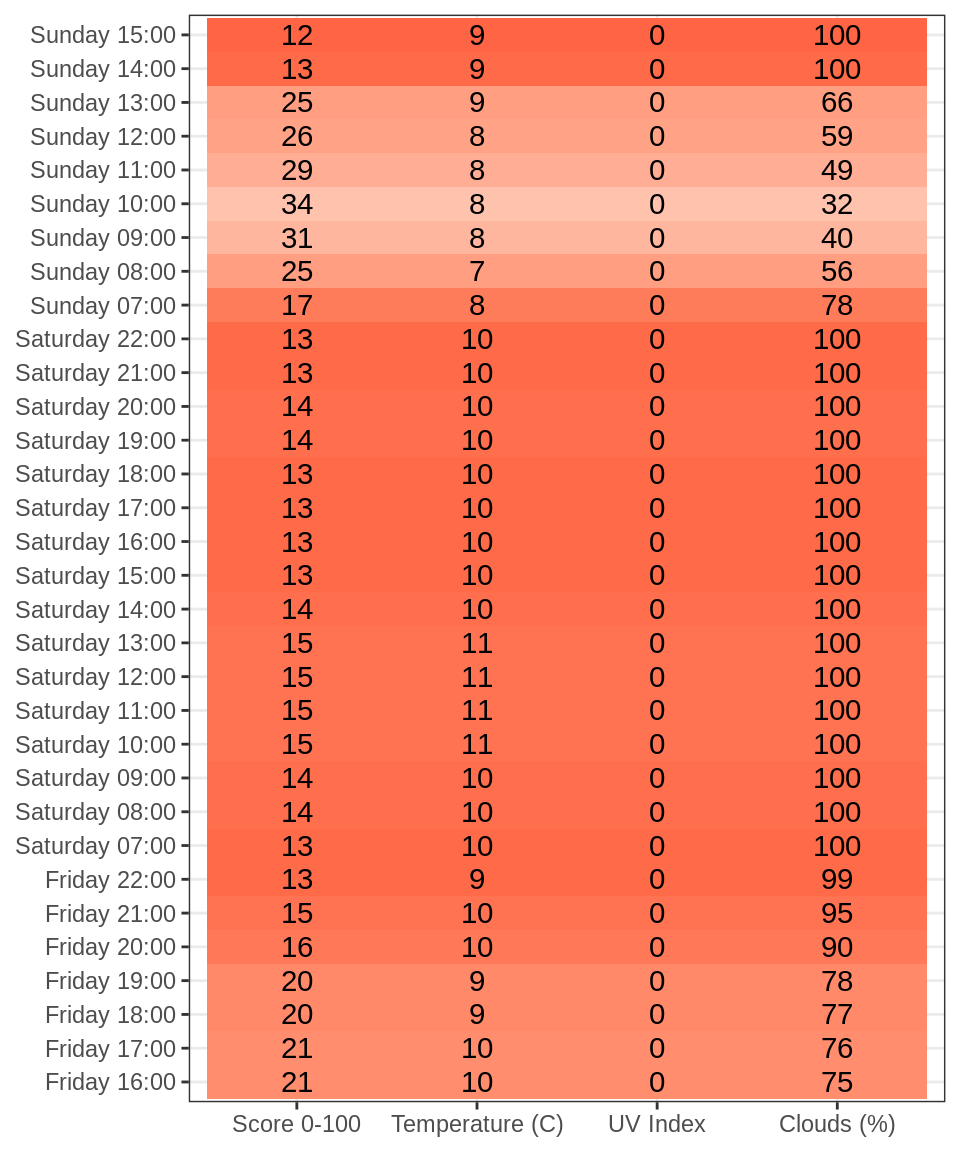 Sunday 15:00 12 9 0 100
Sunday 14:00 13 9 0 100
Sunday 13:00 25 9 0 66
Sunday 12:00 26 8 0 59
Sunday 11:00 29 8 0 49
Sunday 10:00 34 8 0 32
Sunday 09:00 31 8 0 40
Sunday 08:00 25 7 0 56
Sunday 07:00 17 8 0 78
Saturday 22:00 13 10 0 100
Saturday 21:00 13 10 0 100
Saturday 20:00 14 10 0 100
Saturday 19:00 14 10 0 100
Saturday 18:00 13 10 0 100
Saturday 17:00 13 10 0 100
Saturday 16:00 13 10 0 100
Saturday 15:00 13 10 0 100
Saturday 14:00 14 10 0 100
Saturday 13:00 15 11 0 100
Saturday 12:00 15 11 0 100
Saturday 11:00 15 11 0 100
Saturday 10:00 15 11 0 100
Saturday 09:00 14 10 0 100
Saturday 08:00 14 10 0 100
Saturday 07:00 13 10 0 100
Friday 22:00 13 9 0 99
Friday 21:00 15 10 0 95
Friday 20:00 16 10 0 90
Friday 19:00 20 9 0 78
Friday 18:00 20 9 0 77
Friday 17:00 21 10 0 76
Friday 16:00 21 10 0 75
Score 0-100 Temperature (C) UV Index Clouds (%)